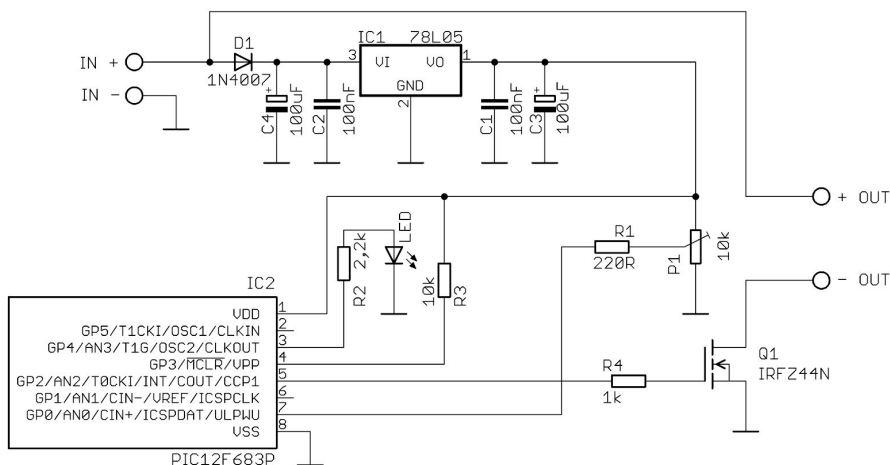 IC1 78L05
D1
IN +
3 VI VO 1
1N4007
GND
2
IN -
+
C4
100uF
C2
100nF
C1
100nF
+
C3
100uF
+ OUT
R1
220R
P1
10k
- OUT
2,2k
R2
LED
10k
R3
IC2
VDD 1
GP5/T1CKI/OSC1/CLKIN 2
GP4/AN3/T1G/OSC2/CLKOUT 3
GP3/MCLR/VPP 4
GP2/AN2/T0CKI/INT/COUT/CCP1 5
GP1/AN1/CIN-/VREF/ICSPCLK 6
GP0/AN0/CIN+/ICSPDAT/ULPWU 7
VSS 8
PIC12F683P
R4
1k
Q1
IRFZ44N